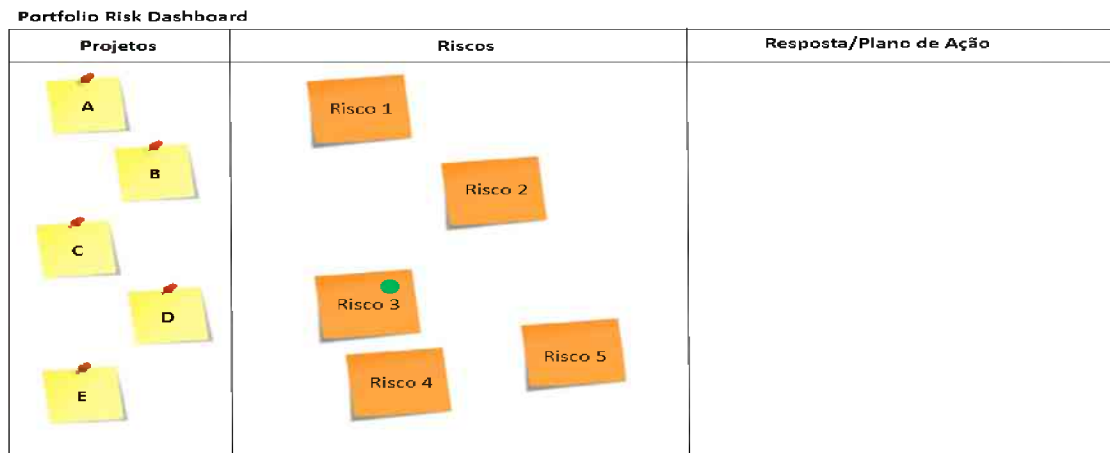 Portfolio Risk Dashboard
Projetos
Riscos
Resposta/Plano de Ação
A
Risco 1
B
Risco 2
C
D
Risco 3
Risco 5
E
Risco 4